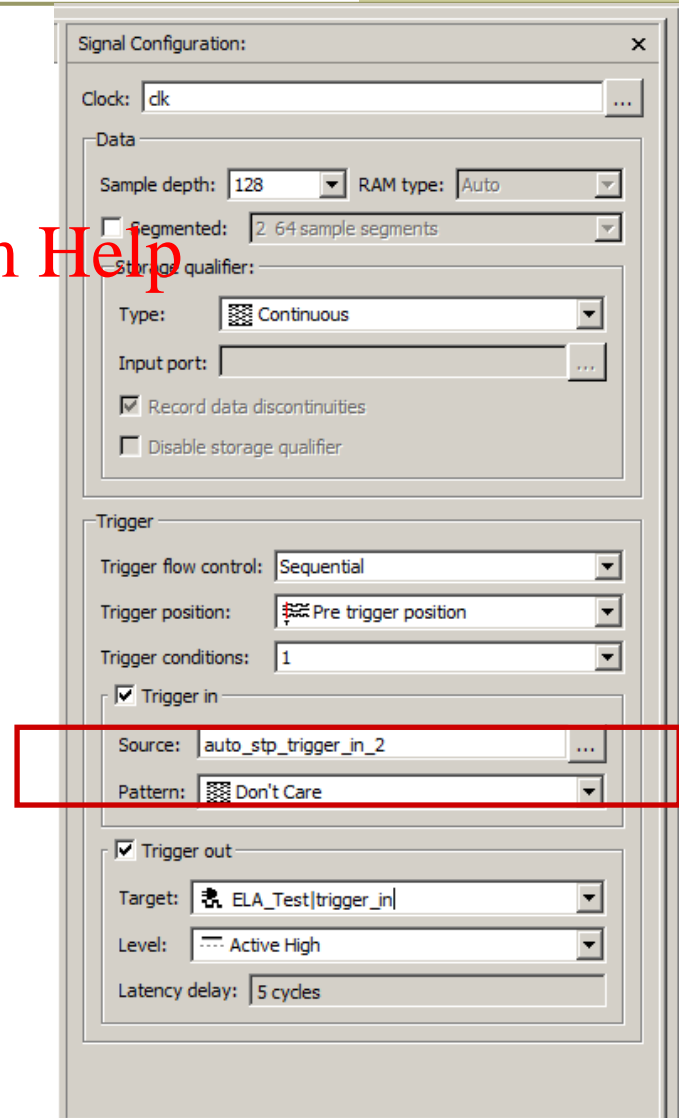 Signal Configuration: x
Clock: clk ...
Data
Sample depth: 128 RAM type: Auto
Segmented: 2 64 sample segments
n Help
Storage qualifier:
Type: Continuous
Input port: ...
Record data discontinuities
Disable storage qualifier
Trigger
Trigger flow control: Sequential
Trigger position: Pre trigger position
Trigger conditions: 1
Trigger in
Source: auto_stp_trigger_in_2 ...
Pattern: Don't Care
Trigger out
Target: ELA_Test|trigger_in
Level: Active High
Latency delay: 5 cycles